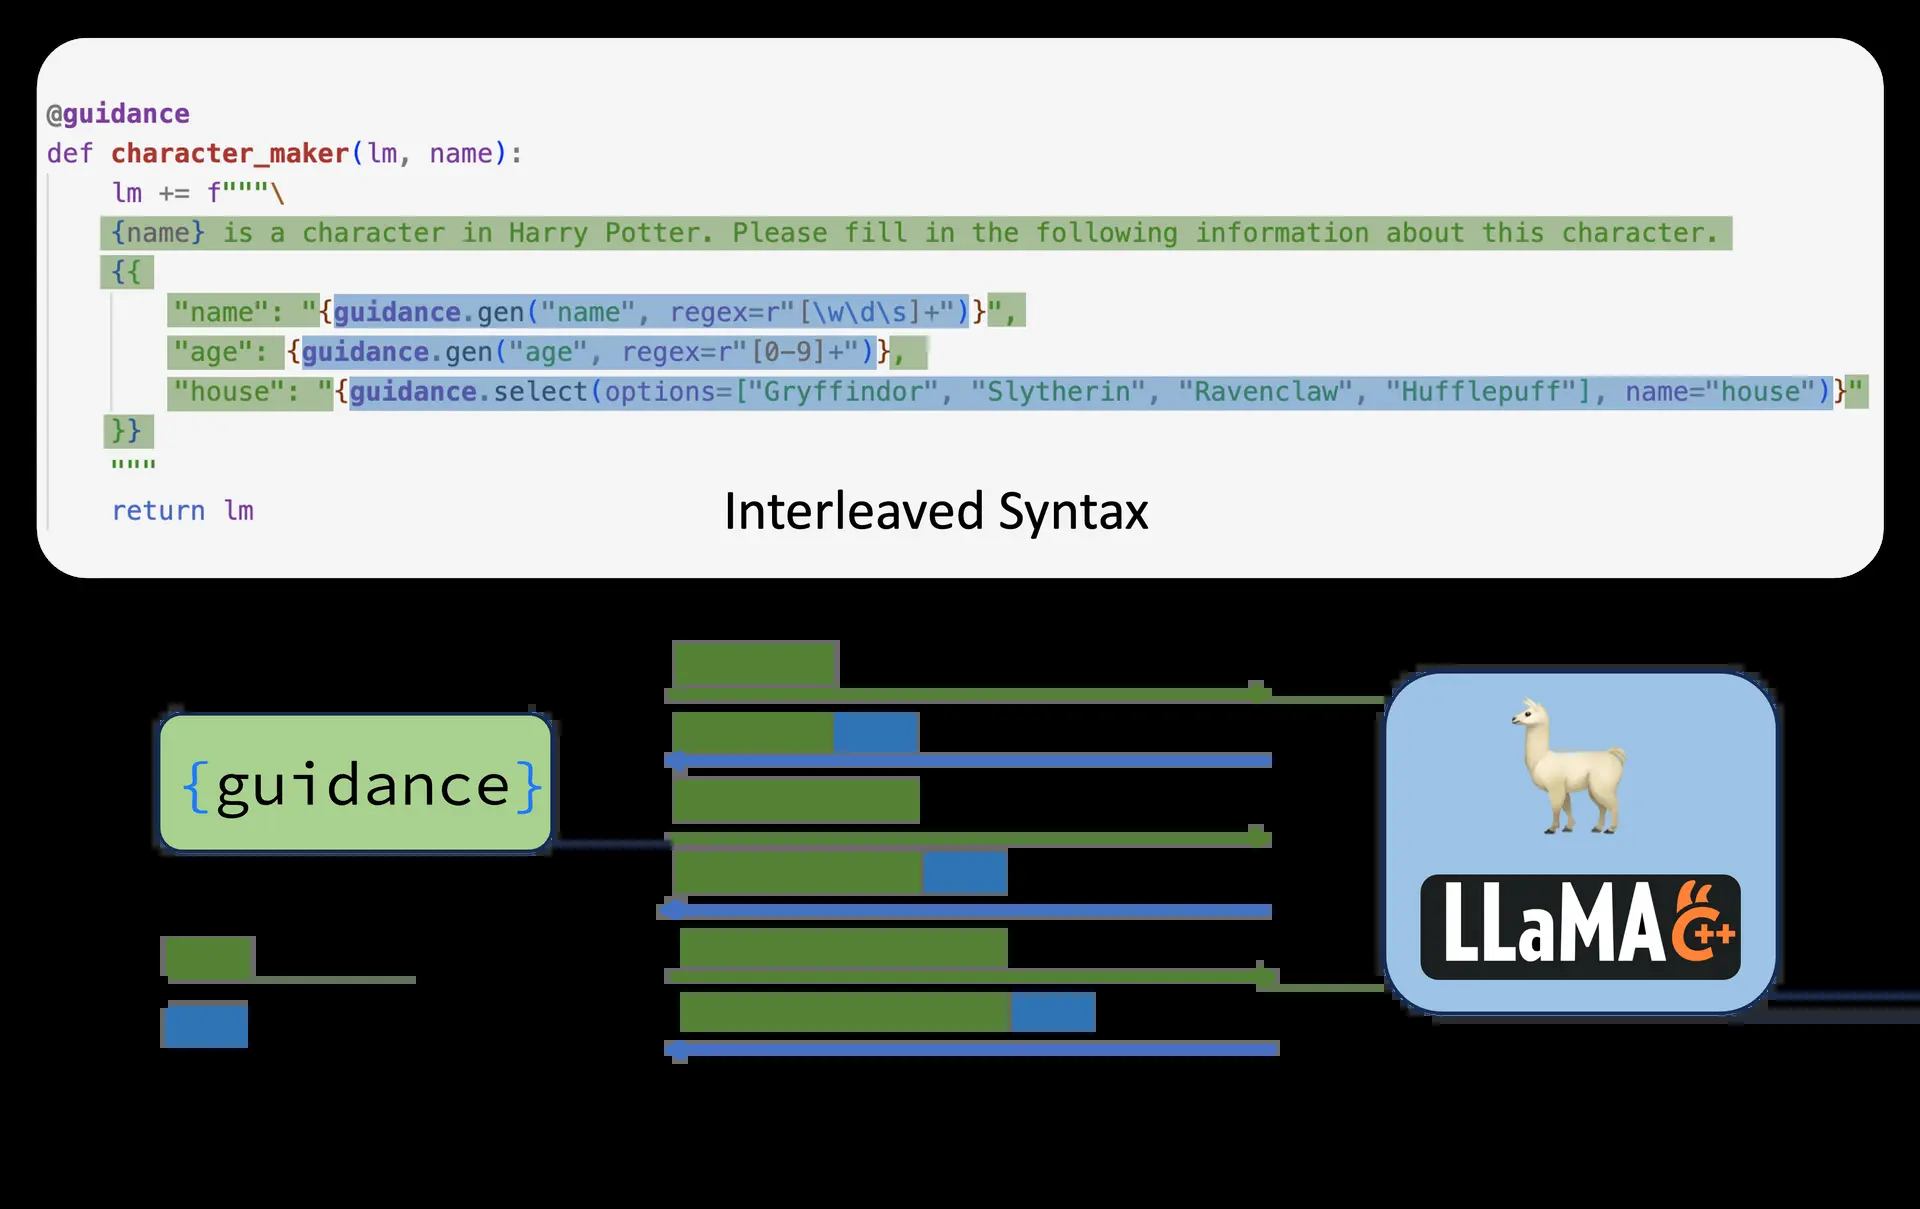 @guidance
def character_maker(lm, name):
lm += f"""\
{name} is a character in Harry Potter. Please fill in the following information about this character.
{{
"name": "{guidance.gen("name", regex=r"[\w\d\s]+")}",
"age": {guidance.gen("age", regex=r"[0-9]+")},
"house": "{guidance.select(options=["Gryffindor", "Slytherin", "Ravenclaw", "Hufflepuff"], name="house")}"
}}
"""
return lm
Interleaved Syntax
{guidance}
LLaMA C++